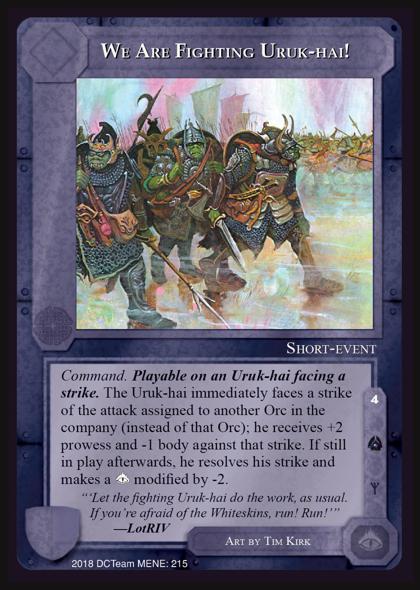 We Are Fighting Uruk-hai!
Short-event
Command. Playable on an Uruk-hai facing a
strike. The Uruk-hai immediately faces a strike
of the attack assigned to another Orc in the
company (instead of that Orc); he receives +2
prowess and -1 body against that strike. If still
in play afterwards, he resolves his strike and
makes a modified by -2.
“‘Let the fighting Uruk-hai do the work, as usual.
If you’re afraid of the Whiteskins, run! Run!’”
—LotRIV
4
Art by Tim Kirk
2018 DCTeam MENE: 215